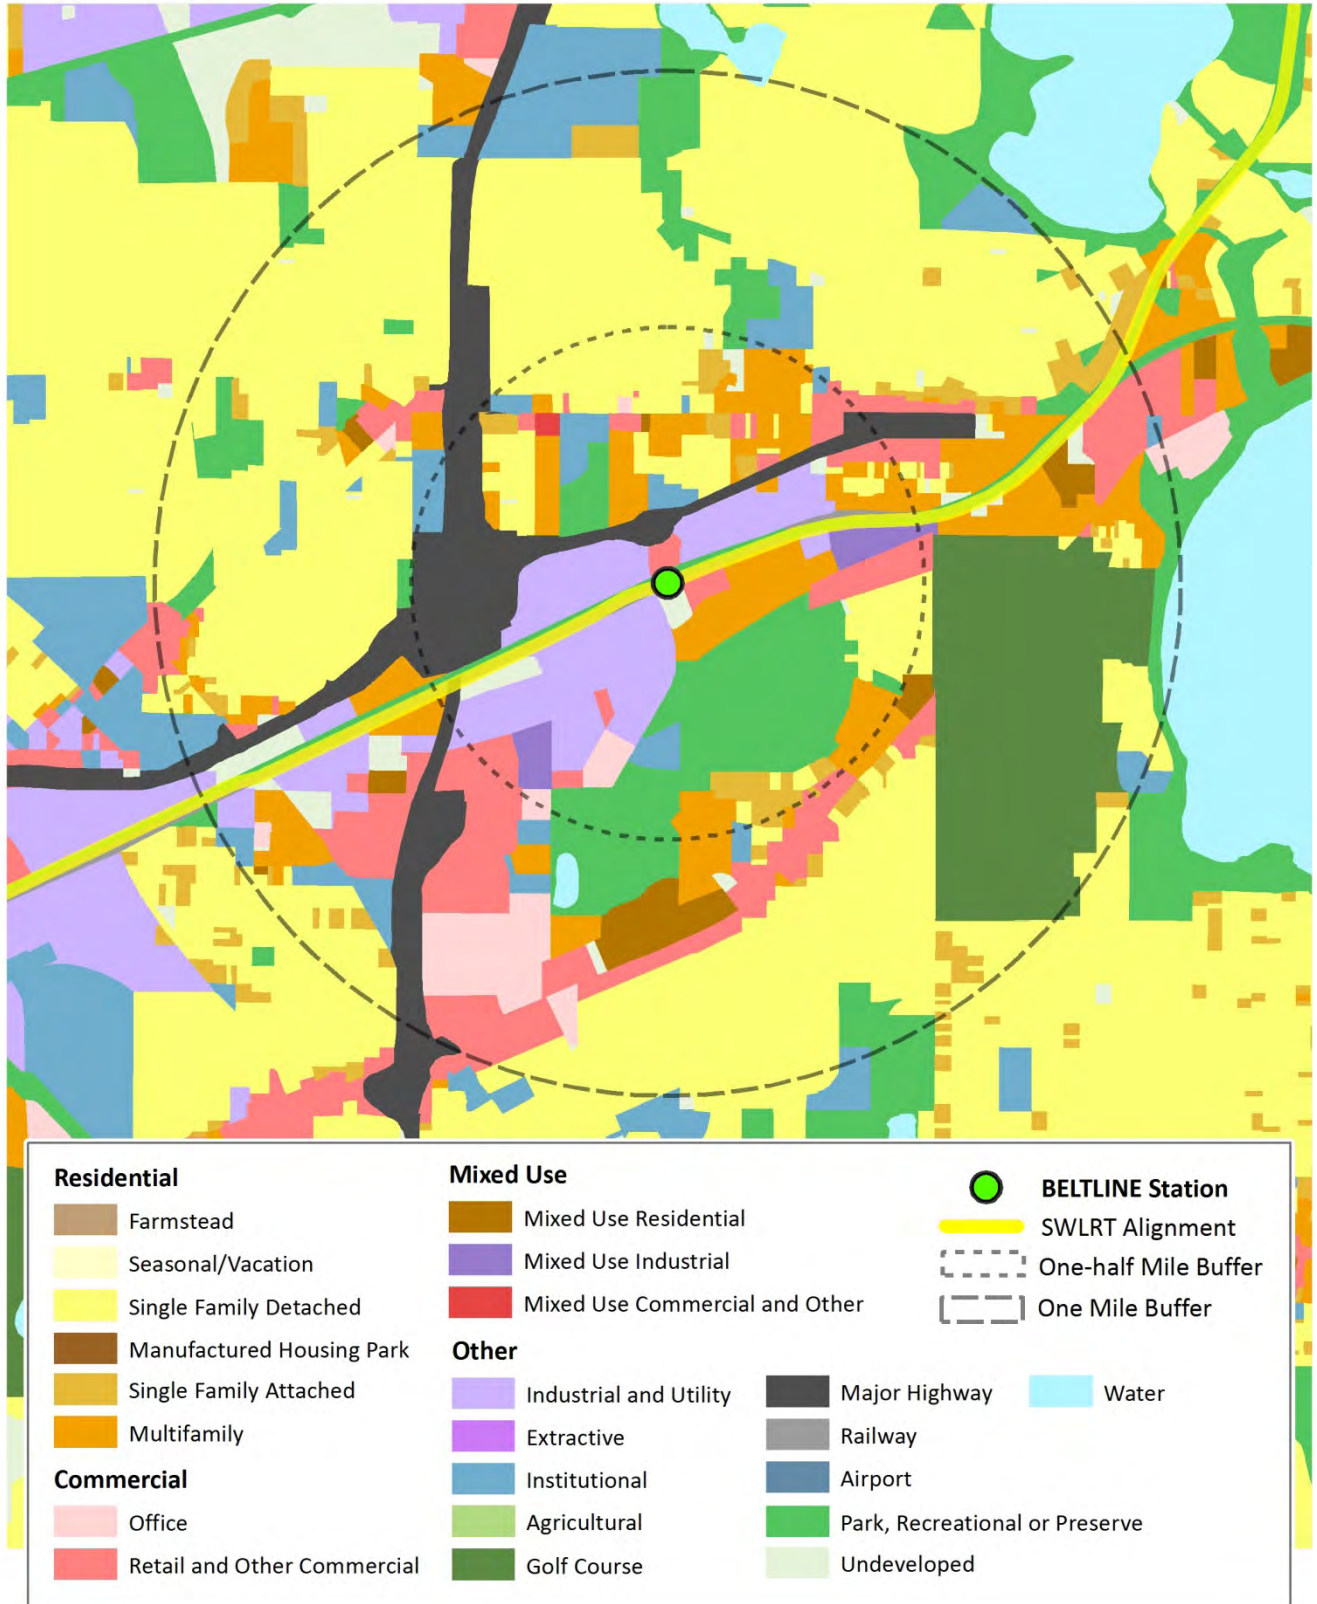 Residential
Farmstead
Seasonal/Vacation
Single Family Detached
Manufactured Housing Park
Single Family Attached
Multifamily
Commercial
Office
Retail and Other Commercial
Mixed Use
Mixed Use Residential
Mixed Use Industrial
Mixed Use Commercial and Other
Other
Industrial and Utility
Extractive
Institutional
Agricultural
Golf Course
Major Highway
Railway
Airport
Park, Recreational or Preserve
Undeveloped
Water
BELTLINE Station
SWLRT Alignment
One-half Mile Buffer
One Mile Buffer